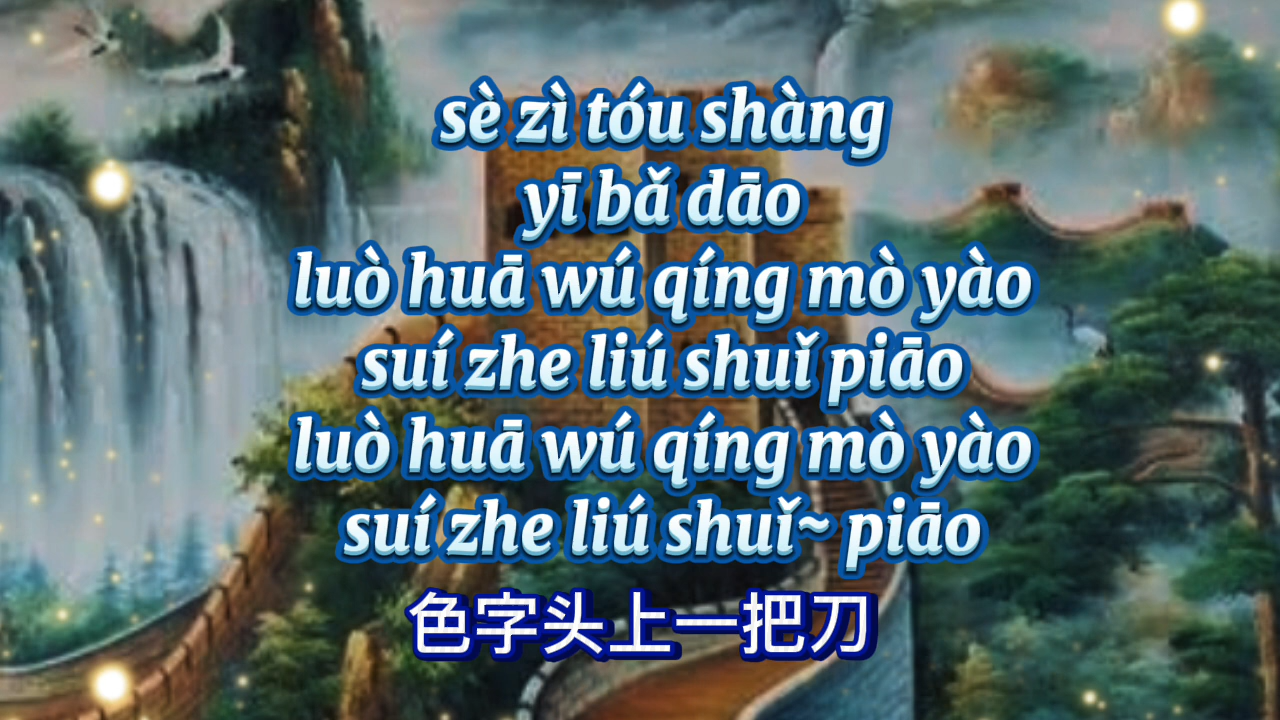 sè zì tóu shàng
yī bǎ dāo
luò huā wú qíng mò yào
suí zhe liú shuǐ piāo
luò huā wú qíng mò yào
suí zhe liú shuǐ~ piāo
色字头上一把刀